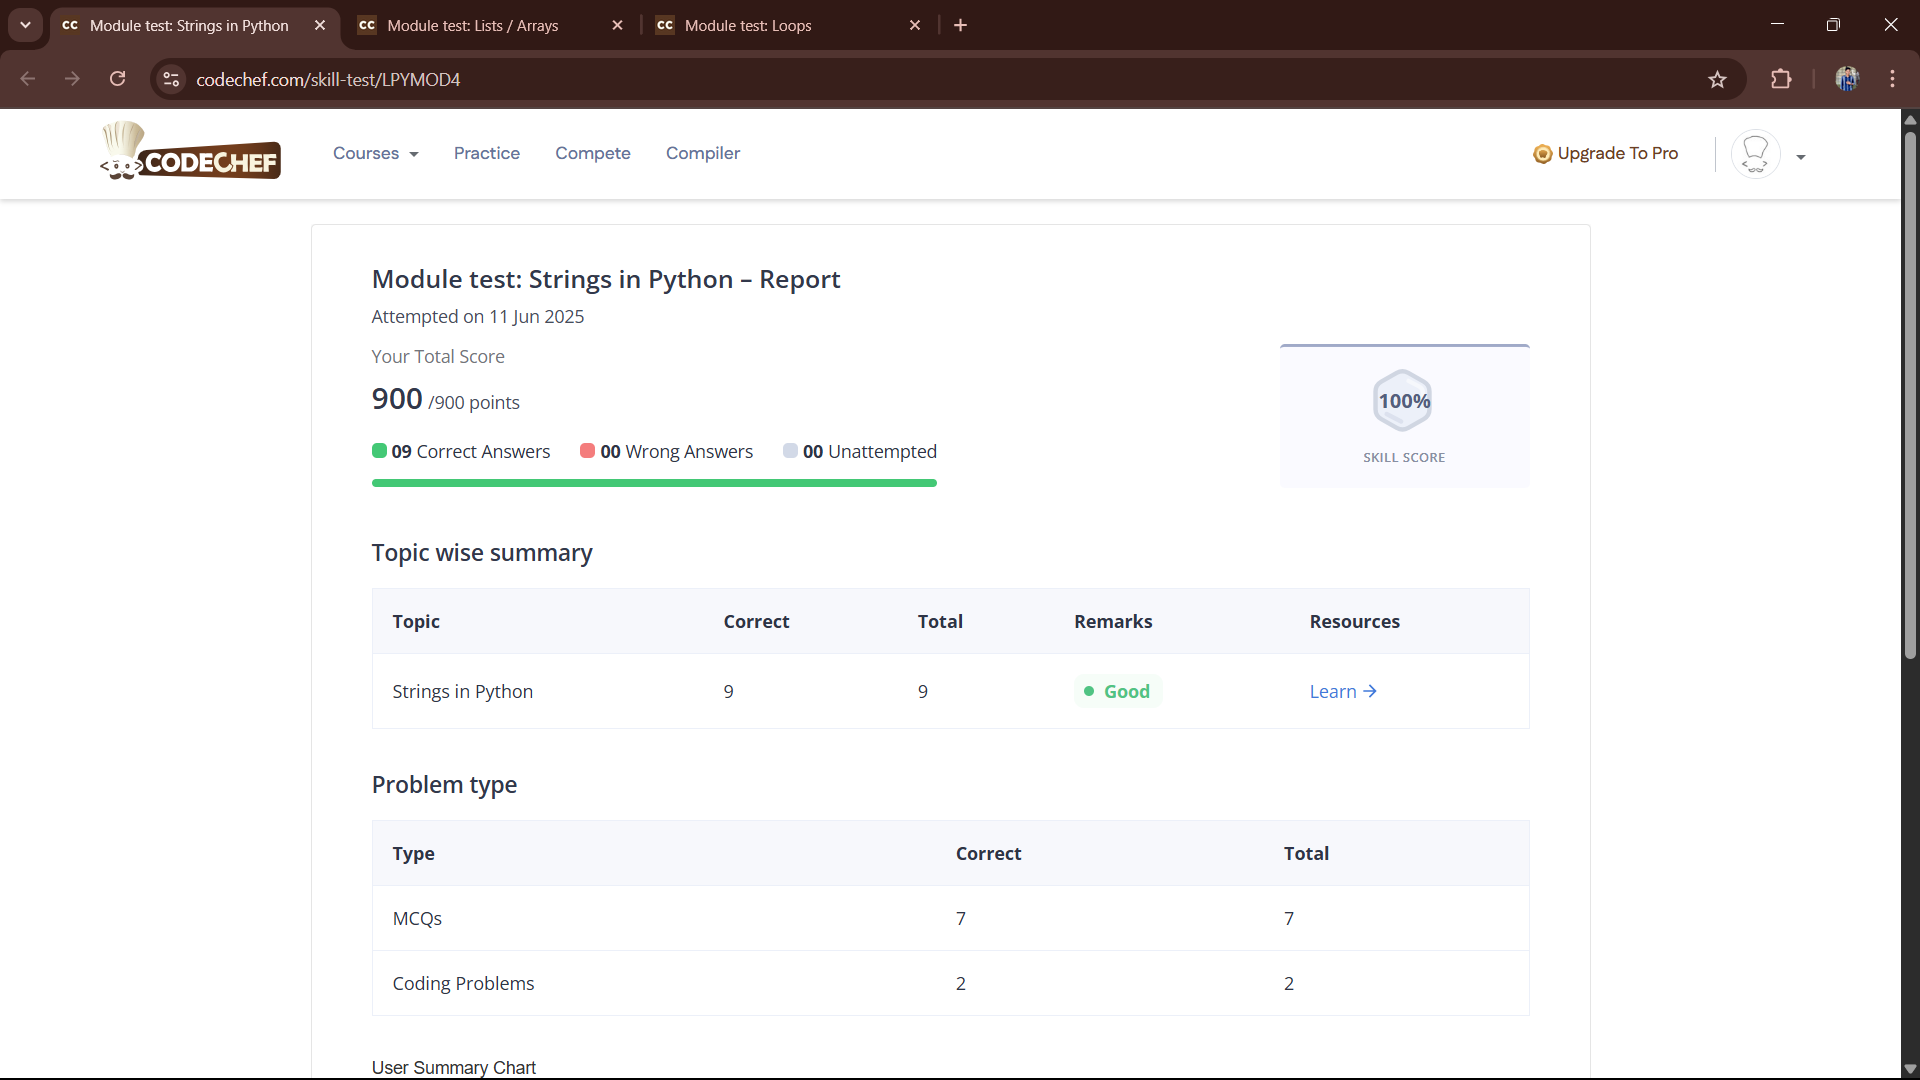 CC Module test: Strings in Python
CC Module test: Lists / Arrays
CC Module test: Loops
codechef.com/skill-test/LPYMOD4
CODECHEF
Courses
Practice
Compete
Compiler
Upgrade To Pro
Module test: Strings in Python – Report
Attempted on 11 Jun 2025
Your Total Score
900 /900 points
09 Correct Answers
00 Wrong Answers
00 Unattempted
100%
SKILL SCORE
Topic wise summary
Topic Correct Total Remarks Resources
Strings in Python 9 9 Good Learn →
Problem type
Type Correct Total
MCQs 7 7
Coding Problems 2 2
User Summary Chart